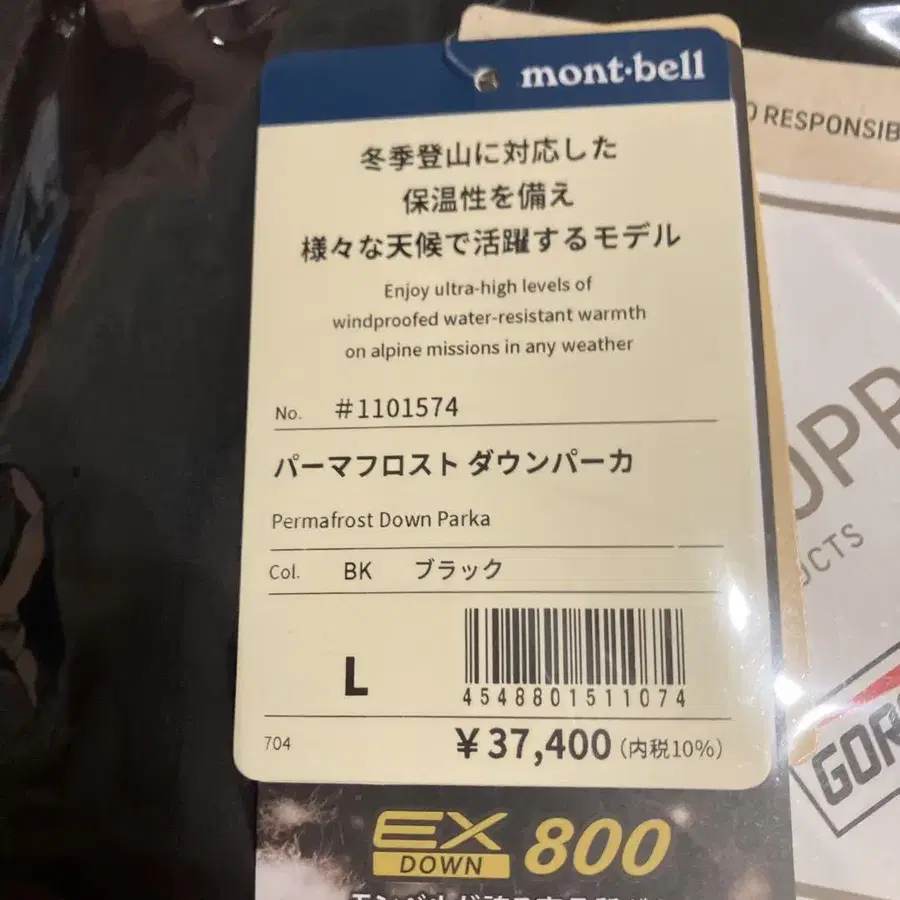 mont·bell
冬季登山に対応した
保温性を備え
様々な天候で活躍するモデル
Enjoy ultra-high levels of
windproofed water-resistant warmth
on alpine missions in any weather
No. #1101574
パーマフロスト ダウンパーカ
Permafrost Down Parka
Col. BK ブラック
L
4548801511074
704 ¥37,400(内税10%)
EX
DOWN 800
RESPONSIB